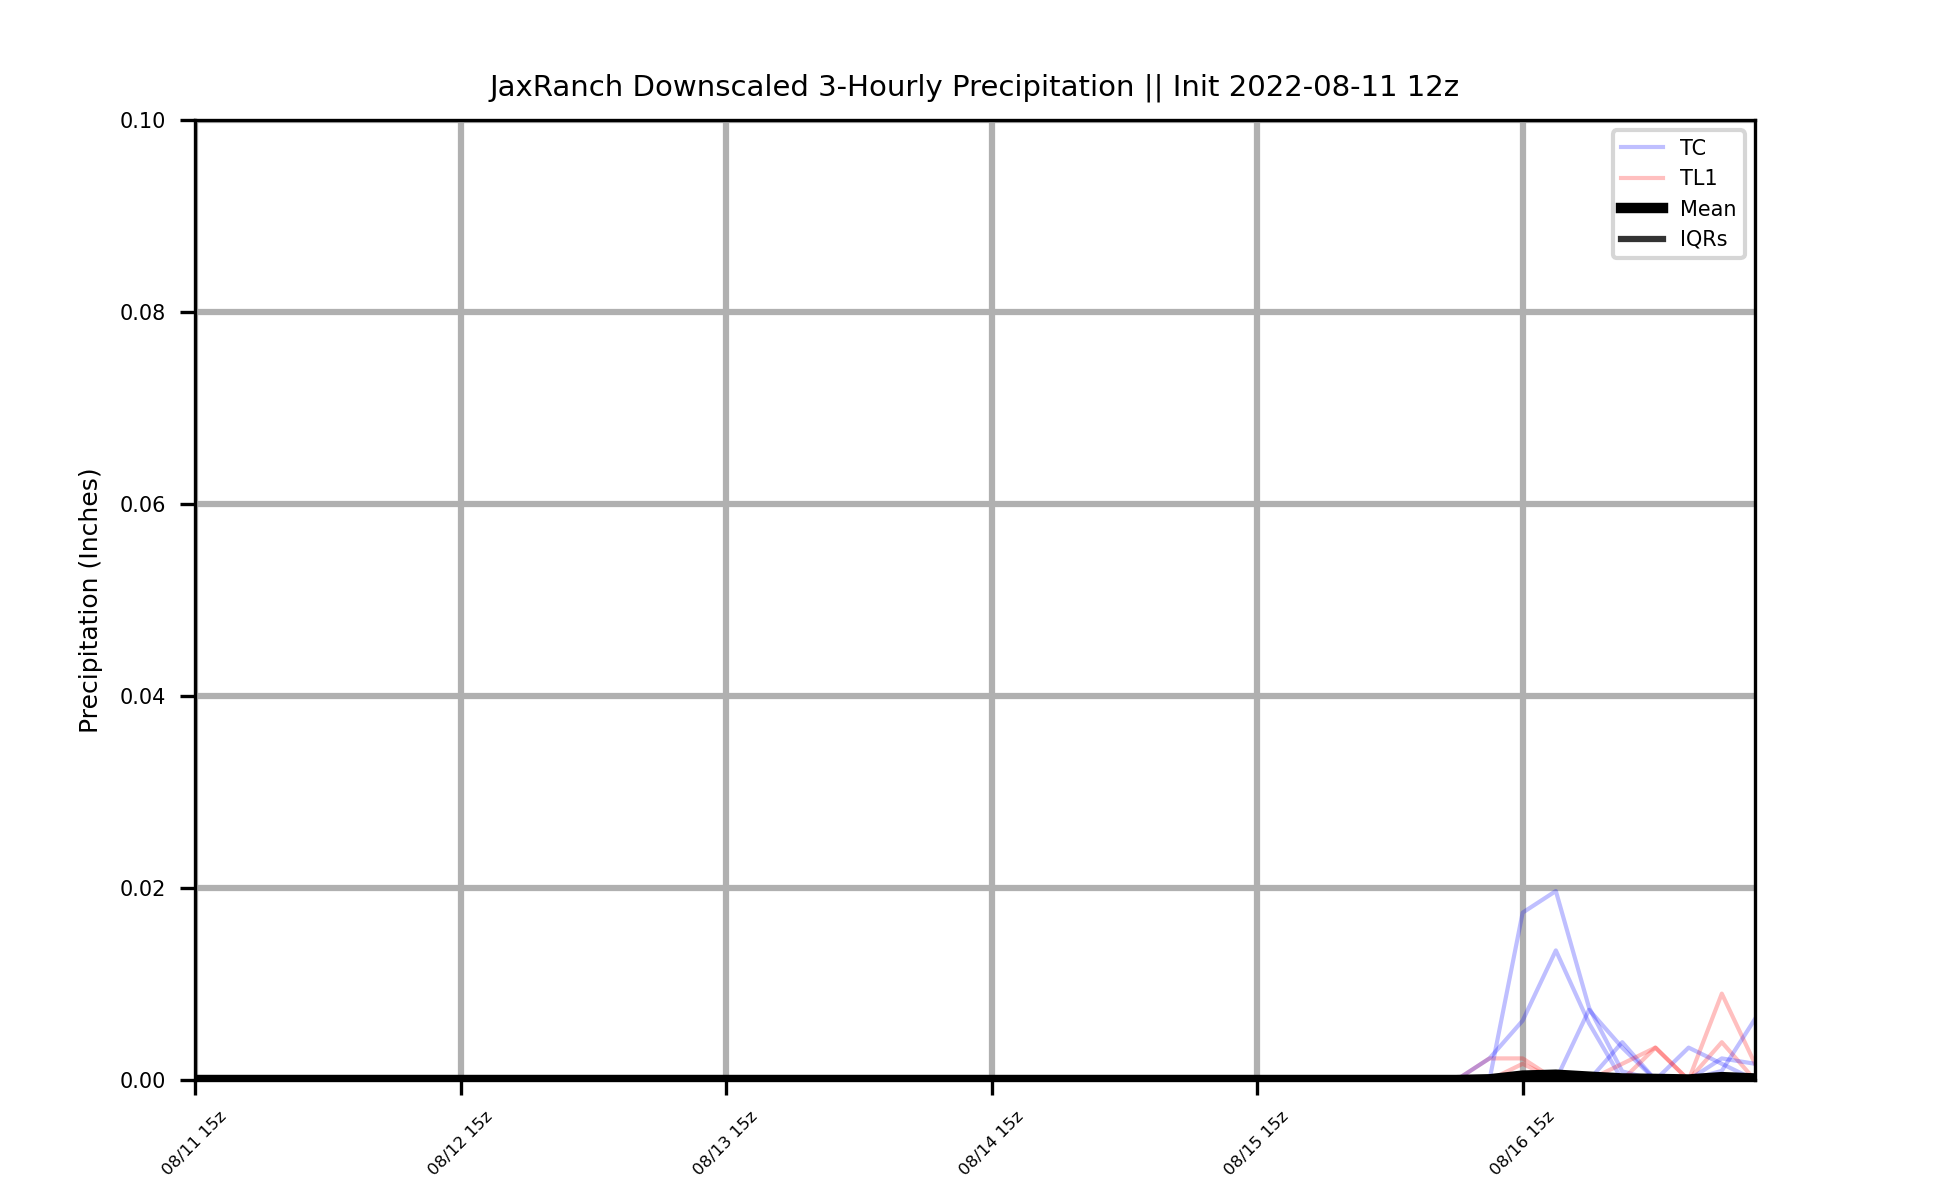 JaxRanch Downscaled 3-Hourly Precipitation || Init 2022-08-11 12z
TC
TL1
Mean
IQRs
Precipitation (Inches)
0.10
0.08
0.06
0.04
0.02
0.00
08/11 15z
08/12 15z
08/13 15z
08/14 15z
08/15 15z
08/16 15z